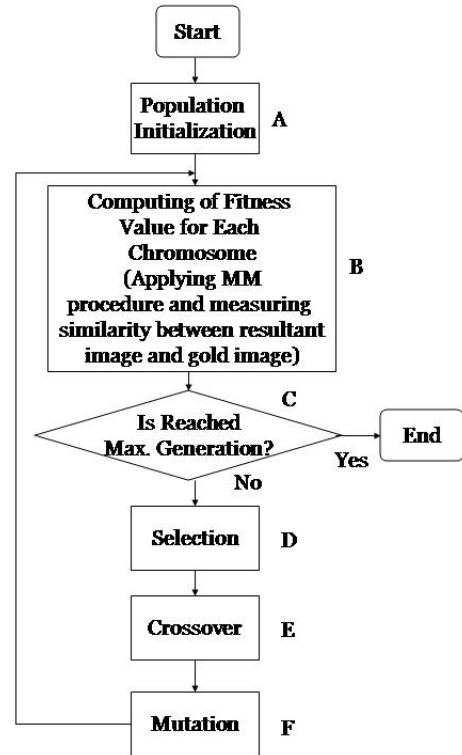 Start
Population
Initialization
A
Computing of Fitness
Value for Each
Chromosome
(Applying MM
procedure and measuring
similarity between resultant
image and gold image)
B
C
Is Reached
Max. Generation?
Yes
End
No
Selection
D
Crossover
E
Mutation
F